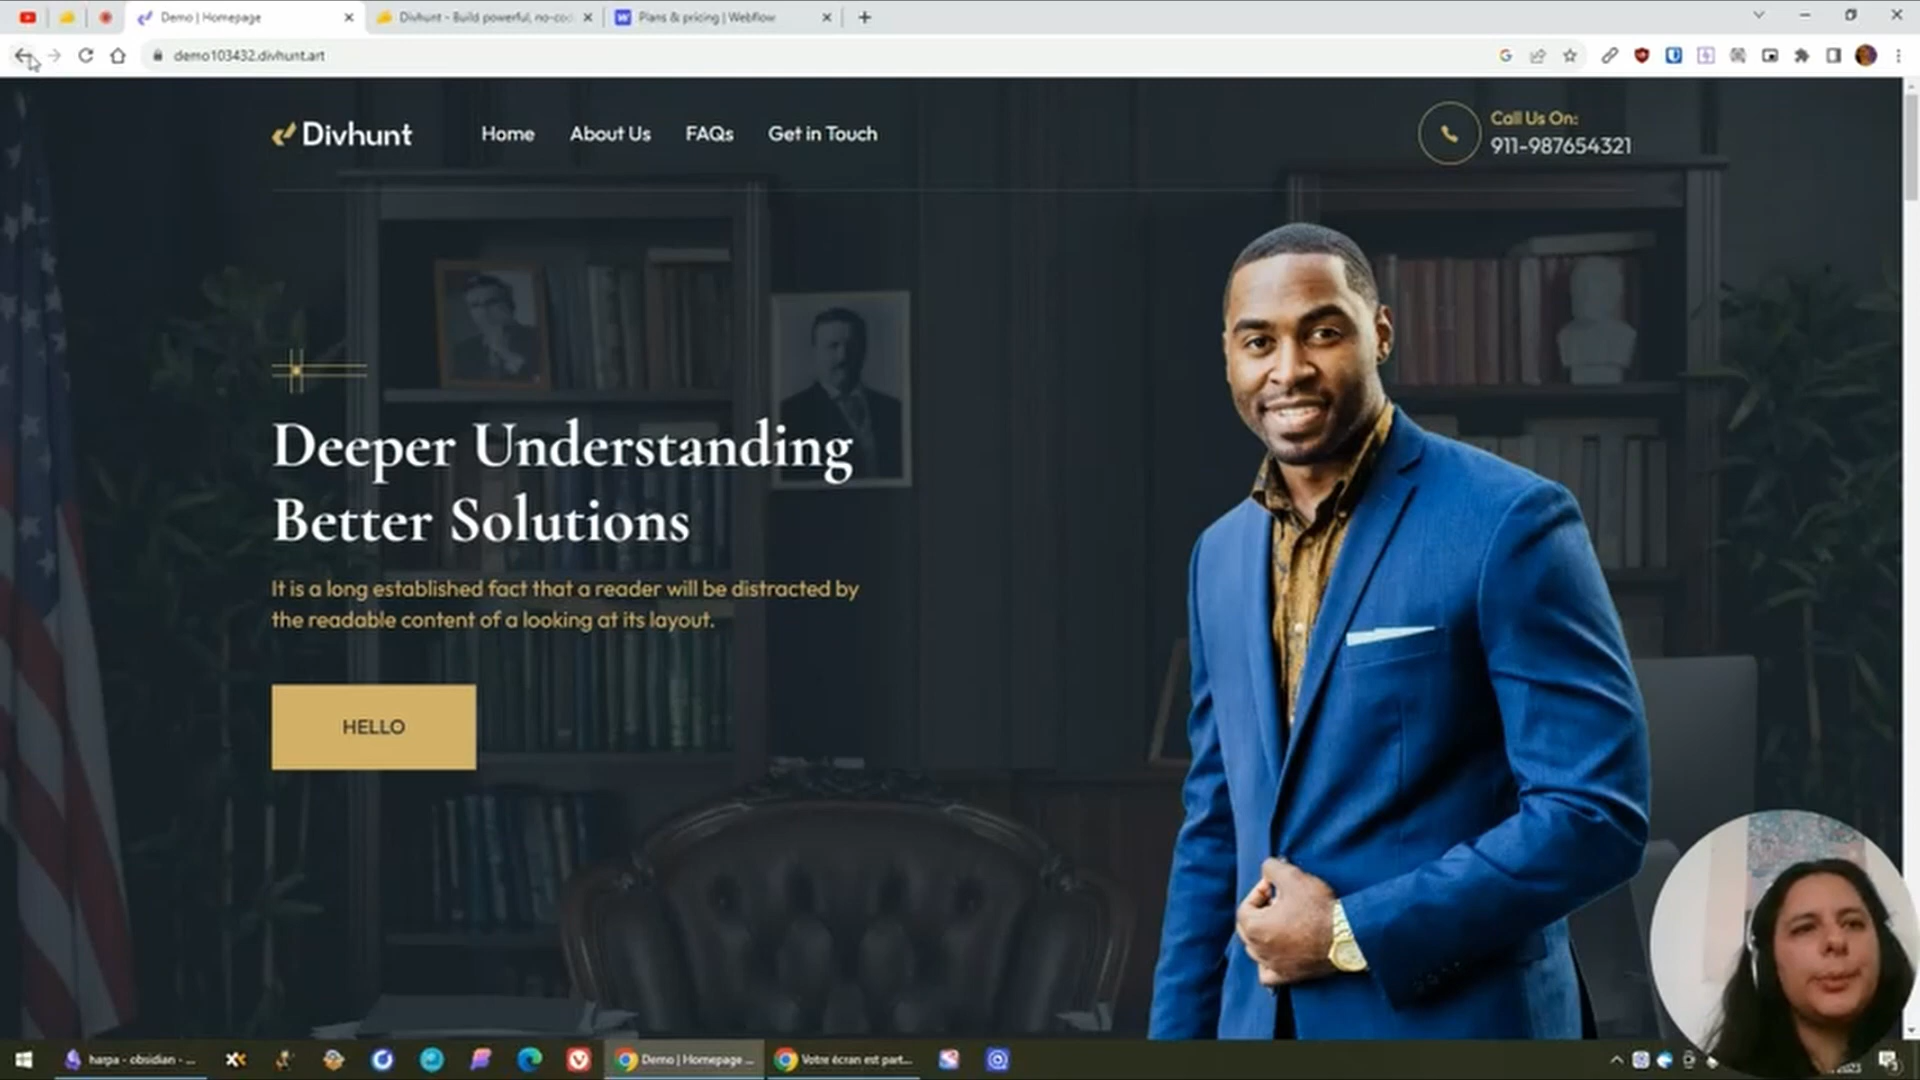 Demo | Homepage
Divhunt - Build powerful, no-cod
Plans & pricing | Webflow
demo103432.divhunt.art
Divhunt
Home
About Us
FAQs
Get in Touch
Call Us On:
911-987654321
Deeper Understanding
Better Solutions
It is a long established fact that a reader will be distracted by
the readable content of a looking at its layout.
HELLO
harpa - obsidian - ...
Demo | Homepage ...
Votre écran est part...